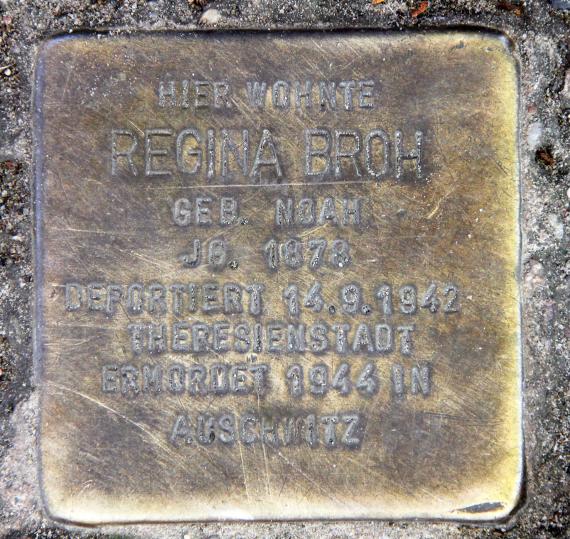 HIER WOHNTE
REGINA BROH
GEB. NOAH
JG. 1878
DEPORTIERT 14.9.1942
THERESIENSTADT
ERMORDET 1944 IN
AUSCHWITZ